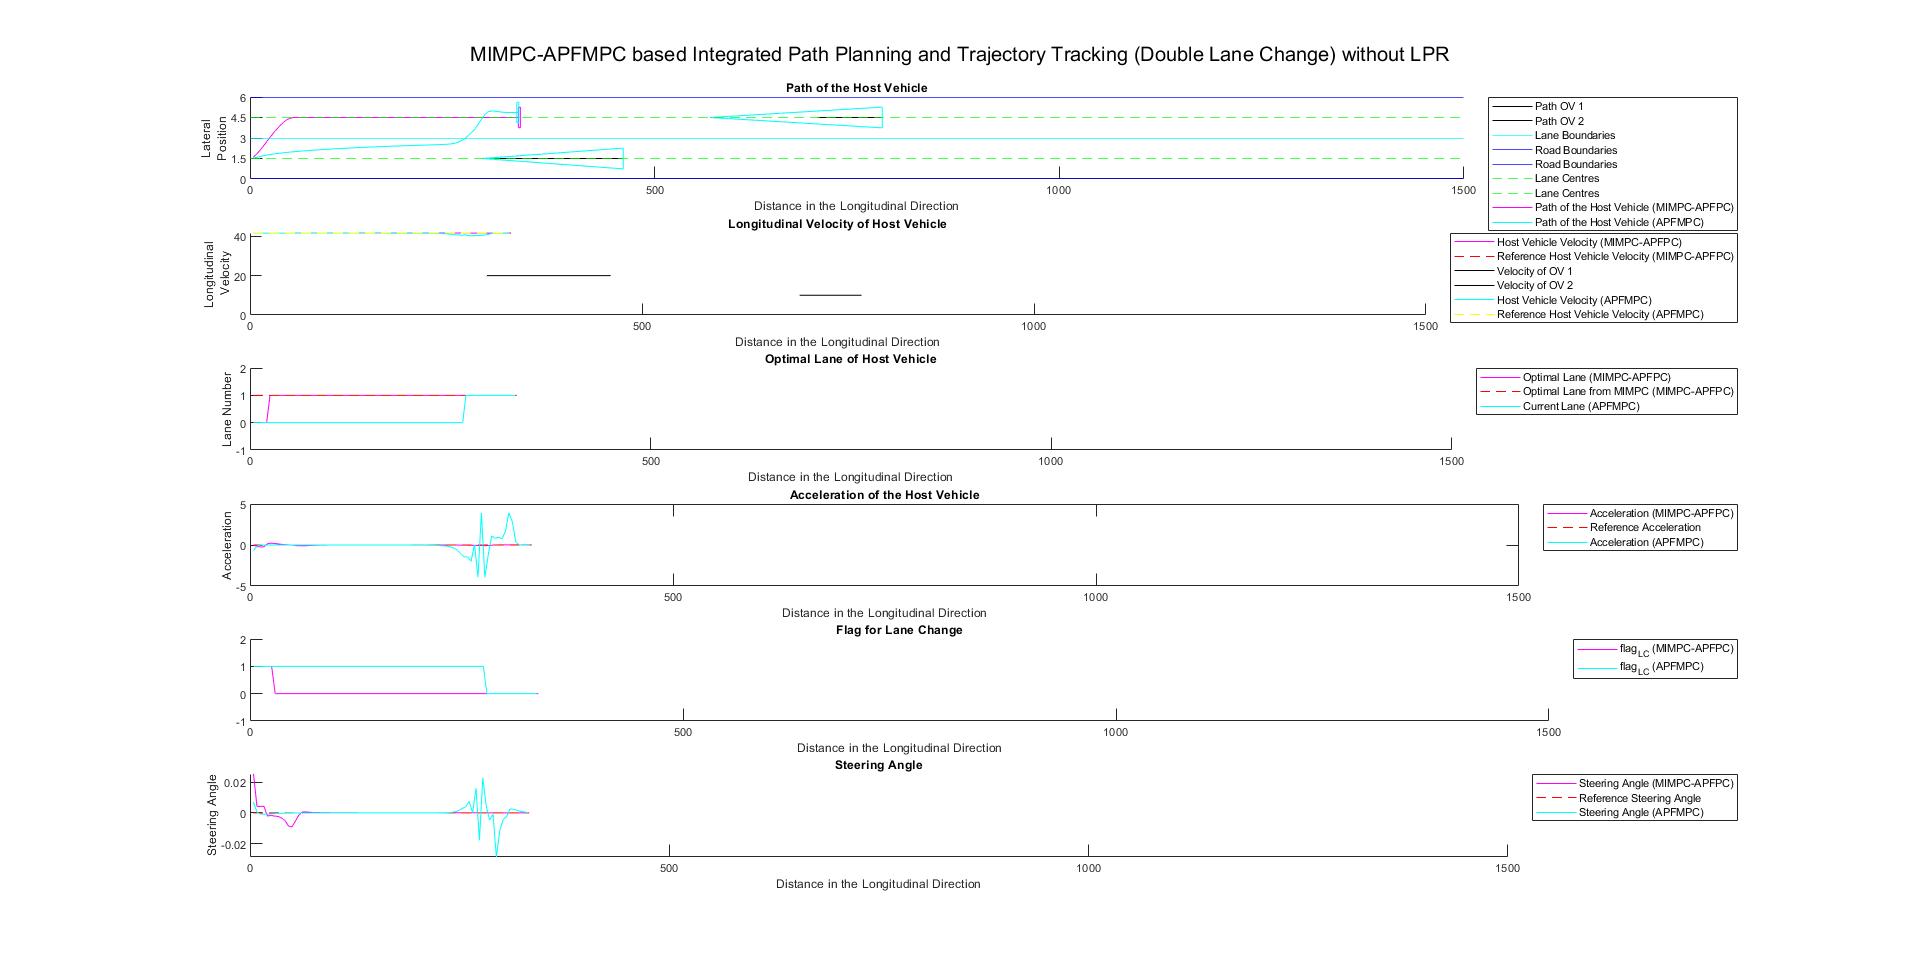 MIMPC-APFMPC based Integrated Path Planning and Trajectory Tracking (Double Lane Change) without LPR
Path of the Host Vehicle
Lateral
Position
6
4.5
3
1.5
0
0
500
1000
1500
Distance in the Longitudinal Direction
Path OV 1
Path OV 2
Lane Boundaries
Road Boundaries
Road Boundaries
Lane Centres
Lane Centres
Path of the Host Vehicle (MIMPC-APFPC)
Path of the Host Vehicle (APFMPC)
Longitudinal Velocity of Host Vehicle
Longitudinal
Velocity
40
20
0
0
500
1000
1500
Distance in the Longitudinal Direction
Host Vehicle Velocity (MIMPC-APFPC)
Reference Host Vehicle Velocity (MIMPC-APFPC)
Velocity of OV 1
Velocity of OV 2
Host Vehicle Velocity (APFMPC)
Reference Host Vehicle Velocity (APFMPC)
Optimal Lane of Host Vehicle
Lane Number
2
1
0
-1
0
500
1000
1500
Distance in the Longitudinal Direction
Optimal Lane (MIMPC-APFPC)
Optimal Lane from MIMPC (MIMPC-APFPC)
Current Lane (APFMPC)
Acceleration of the Host Vehicle
Acceleration
5
0
-5
0
500
1000
1500
Distance in the Longitudinal Direction
Acceleration (MIMPC-APFPC)
Reference Acceleration
Acceleration (APFMPC)
Flag for Lane Change
2
1
0
-1
0
500
1000
1500
Distance in the Longitudinal Direction
flag LC (MIMPC-APFPC)
flag LC (APFMPC)
Steering Angle
Steering Angle
0.02
0
-0.02
0
500
1000
1500
Distance in the Longitudinal Direction
Steering Angle (MIMPC-APFPC)
Reference Steering Angle
Steering Angle (APFMPC)